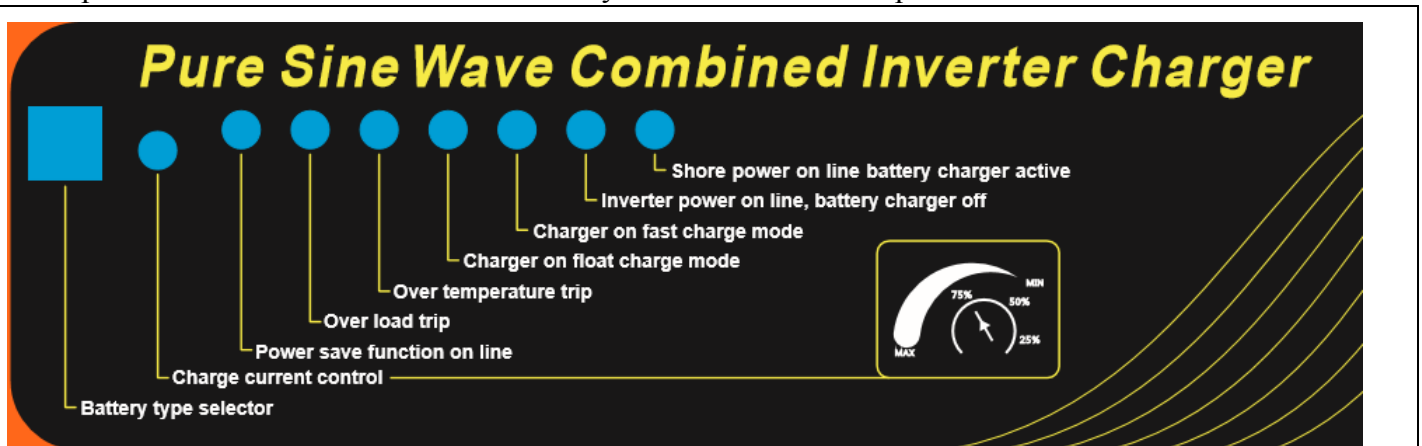 Pure Sine Wave Combined Inverter Charger
Shore power on line battery charger active
Inverter power on line, battery charger off
Charger on fast charge mode
Charger on float charge mode
Over temperature trip
Over load trip
Power save function on line
Charge current control
Battery type selector
MIN
75%
50%
25%
MAX